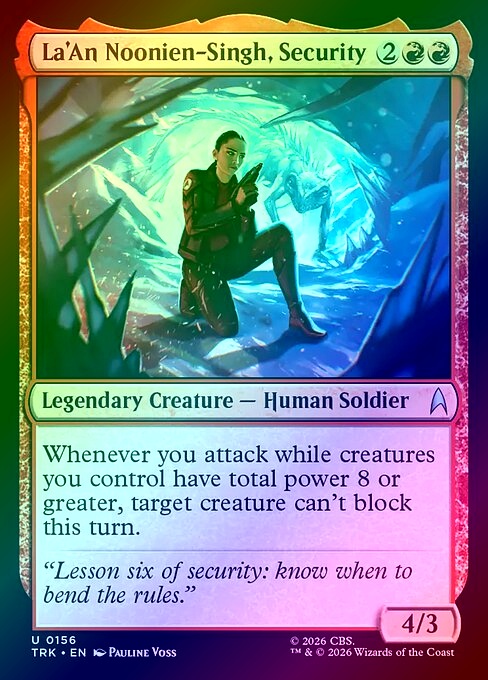 La'An Noonien-Singh, Security 2
Legendary Creature — Human Soldier
Whenever you attack while creatures
you control have total power 8 or
greater, target creature can't block
this turn.
“Lesson six of security: know when to
bend the rules.”
4/3
U 0156
TRK • EN Pauline Voss
© 2026 CBS.
™ & © 2026 Wizards of the Coast